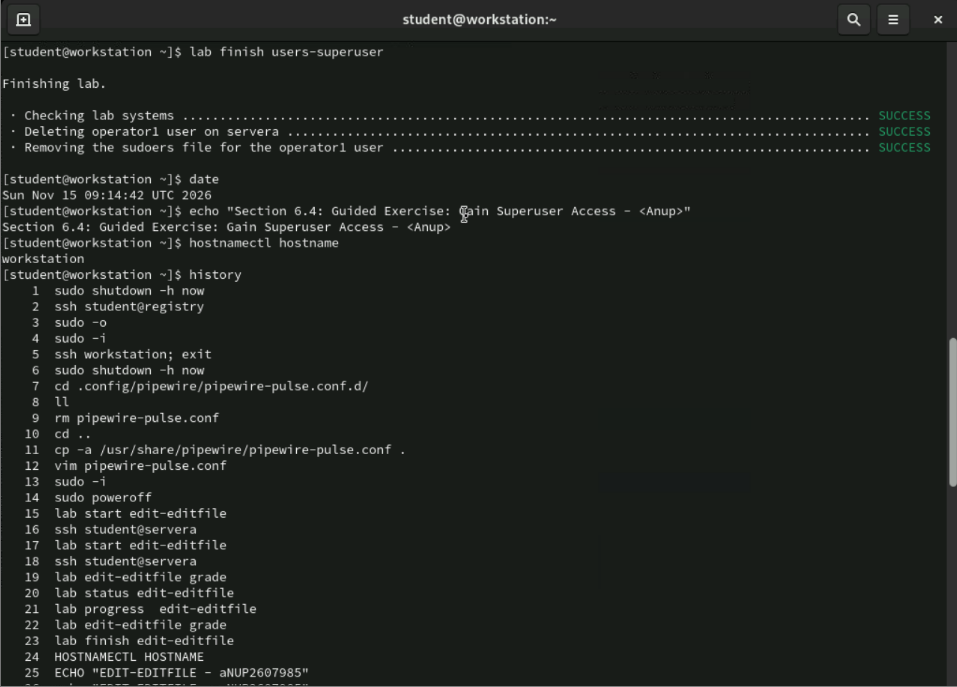 student@workstation:~
[student@workstation ~]$ lab finish users-superuser
Finishing lab.
· Checking lab systems .................................................................................... SUCCESS
· Deleting operator1 user on servera ...................................................................... SUCCESS
· Removing the sudoers file for the operator1 user ........................................................ SUCCESS
[student@workstation ~]$ date
Sun Nov 15 09:14:42 UTC 2026
[student@workstation ~]$ echo "Section 6.4: Guided Exercise: Gain Superuser Access - <Anup>"
Section 6.4: Guided Exercise: Gain Superuser Access - <Anup>
[student@workstation ~]$ hostnamectl hostname
workstation
[student@workstation ~]$ history
1 sudo shutdown -h now
2 ssh student@registry
3 sudo -o
4 sudo -i
5 ssh workstation; exit
6 sudo shutdown -h now
7 cd .config/pipewire/pipewire-pulse.conf.d/
8 ll
9 rm pipewire-pulse.conf
10 cd ..
11 cp -a /usr/share/pipewire/pipewire-pulse.conf .
12 vim pipewire-pulse.conf
13 sudo -i
14 sudo poweroff
15 lab start edit-editfile
16 ssh student@servera
17 lab start edit-editfile
18 ssh student@servera
19 lab edit-editfile grade
20 lab status edit-editfile
21 lab progress  edit-editfile
22 lab edit-editfile grade
23 lab finish edit-editfile
24 HOSTNAMECTL HOSTNAME
25 ECHO "EDIT-EDITFILE - aNUP2607985"